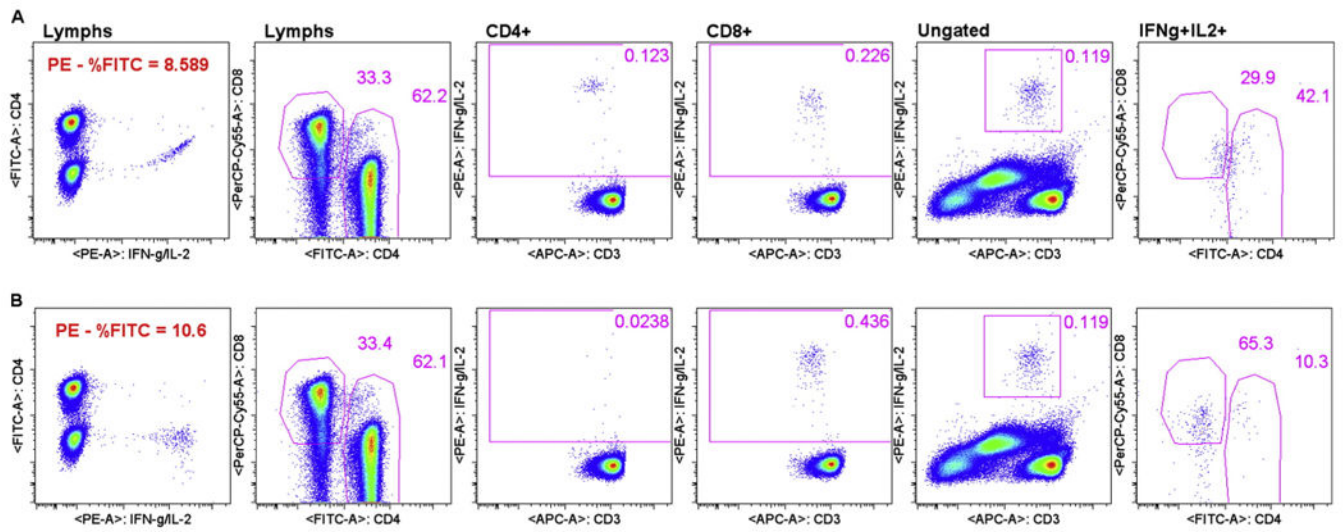 A
Lymphs
Lymphs
CD4+
CD8+
Ungated
IFNg+IL2+
PE - %FITC = 8.589
33.3
62.2
0.123
0.226
0.119
29.9
42.1
<FITC-A>: CD4
<PerCP-Cy55-A>: CD8
<PE-A>: IFN-g/IL-2
<PE-A>: IFN-g/IL-2
<PE-A>: IFN-g/IL-2
<PerCP-Cy55-A>: CD8
<PE-A>: IFN-g/IL-2
<FITC-A>: CD4
<APC-A>: CD3
<APC-A>: CD3
<APC-A>: CD3
<FITC-A>: CD4
B
PE - %FITC = 10.6
33.4
62.1
0.0238
0.436
0.119
65.3
10.3
<FITC-A>: CD4
<PerCP-Cy55-A>: CD8
<PE-A>: IFN-g/IL-2
<PE-A>: IFN-g/IL-2
<PE-A>: IFN-g/IL-2
<PerCP-Cy55-A>: CD8
<PE-A>: IFN-g/IL-2
<FITC-A>: CD4
<APC-A>: CD3
<APC-A>: CD3
<APC-A>: CD3
<FITC-A>: CD4